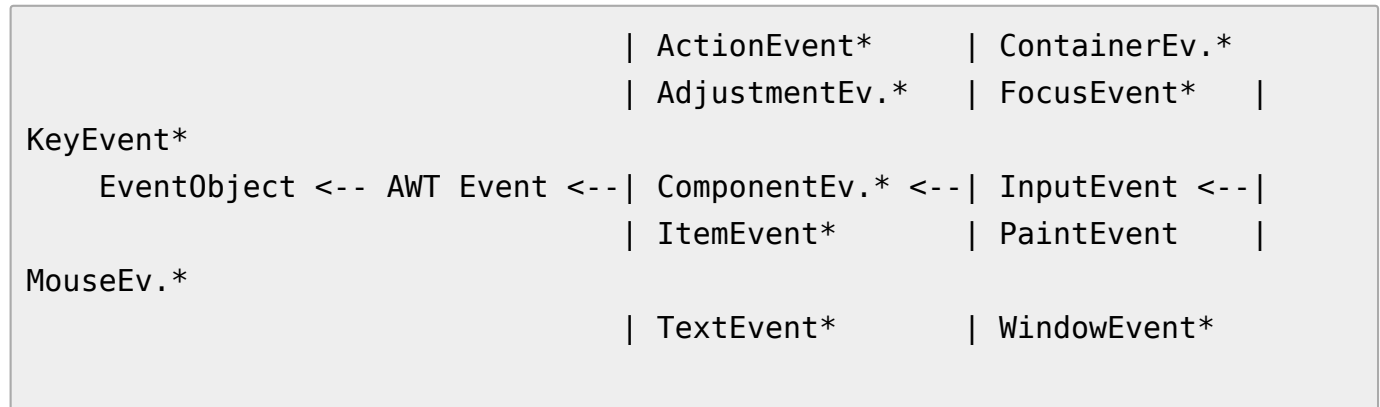 | ActionEvent*     | ContainerEv.*
                                 | AdjustmentEv.*   | FocusEvent*   |
KeyEvent*
    EventObject <-- AWT Event <--| ComponentEv.* <--| InputEvent <--|
                                 | ItemEvent*       | PaintEvent    |
MouseEv.*
                                 | TextEvent*       | WindowEvent*